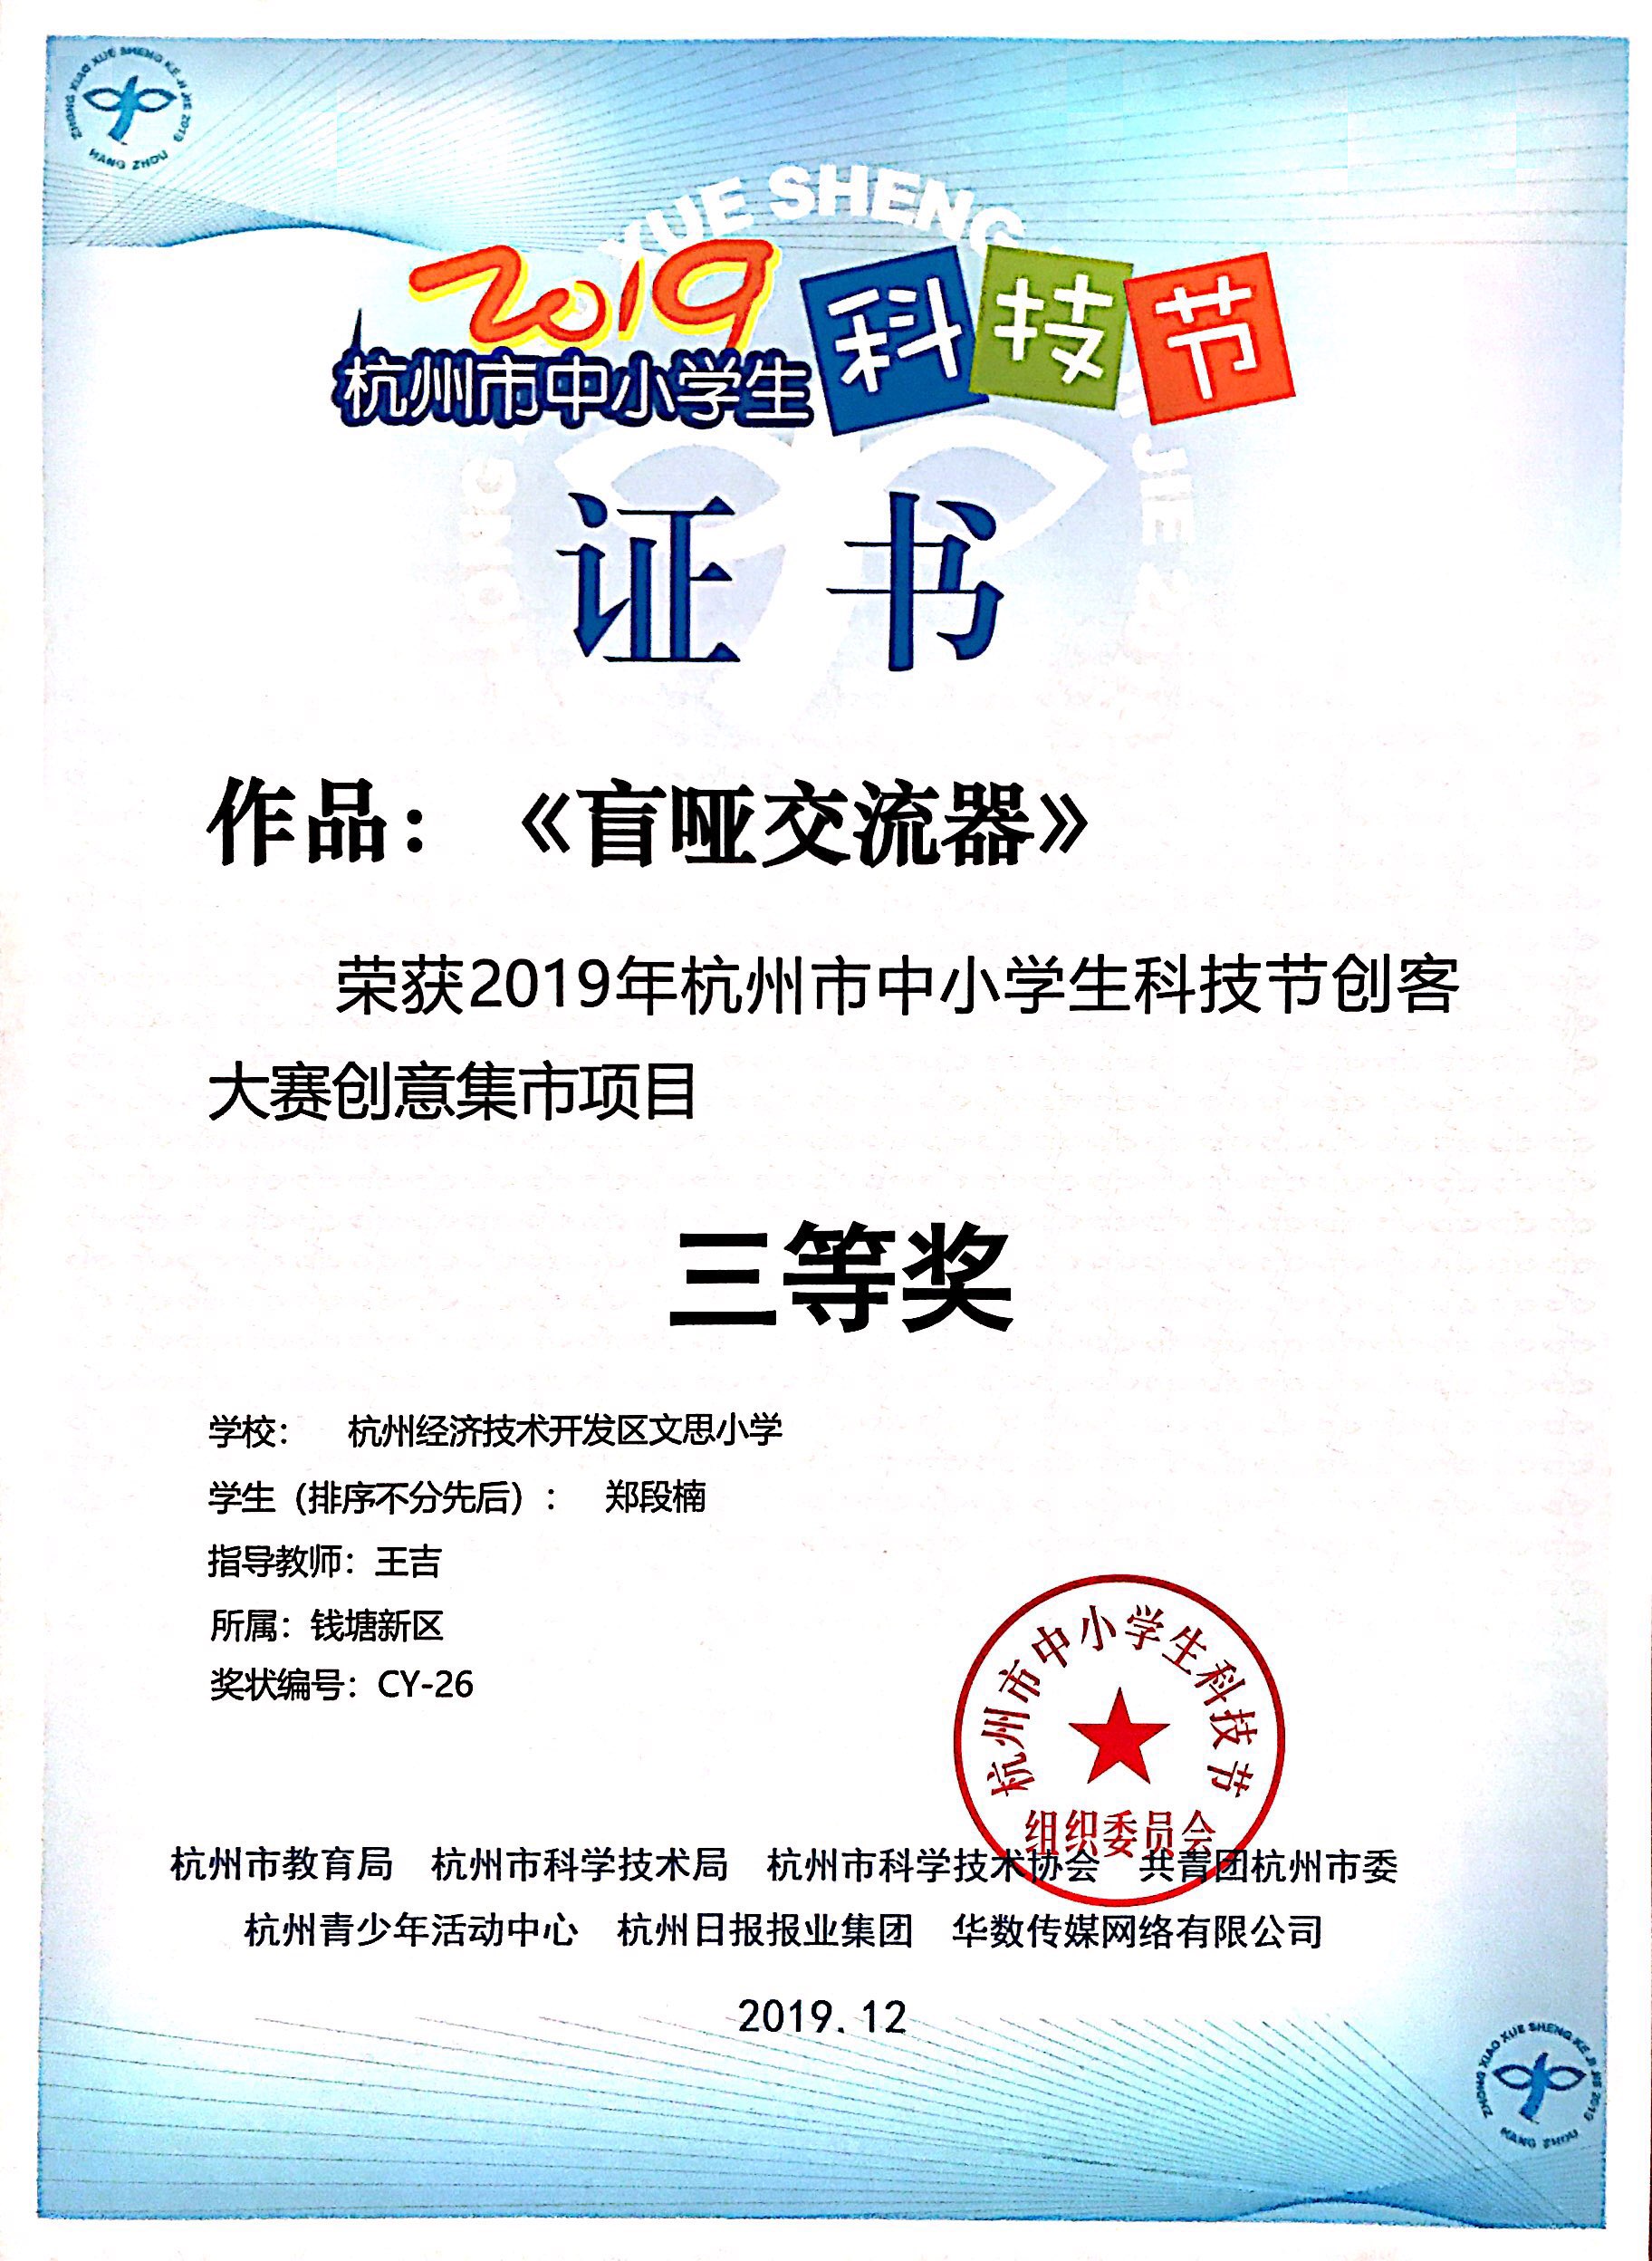 ZHONG XIAO XUE SHENG KE JI JIE 2019
HANG ZHOU
XUE SHENG
2019
杭州市中小学生科技节
证书
作品：《盲哑交流器》
荣获2019年杭州市中小学生科技节创客
大赛创意集市项目
三等奖
学校： 杭州经济技术开发区文思小学
学生（排序不分先后）： 郑段楠
指导教师：王吉
所属：钱塘新区
奖状编号：CY-26
杭州市中小学生科技节
组织委员会
杭州市教育局 杭州市科学技术局 杭州市科学技术协会 共青团杭州市委
杭州青少年活动中心 杭州日报报业集团 华数传媒网络有限公司
2019.12
ZHONG XIAO XUE SHENG KE JI JIE 2019
HANG ZHOU